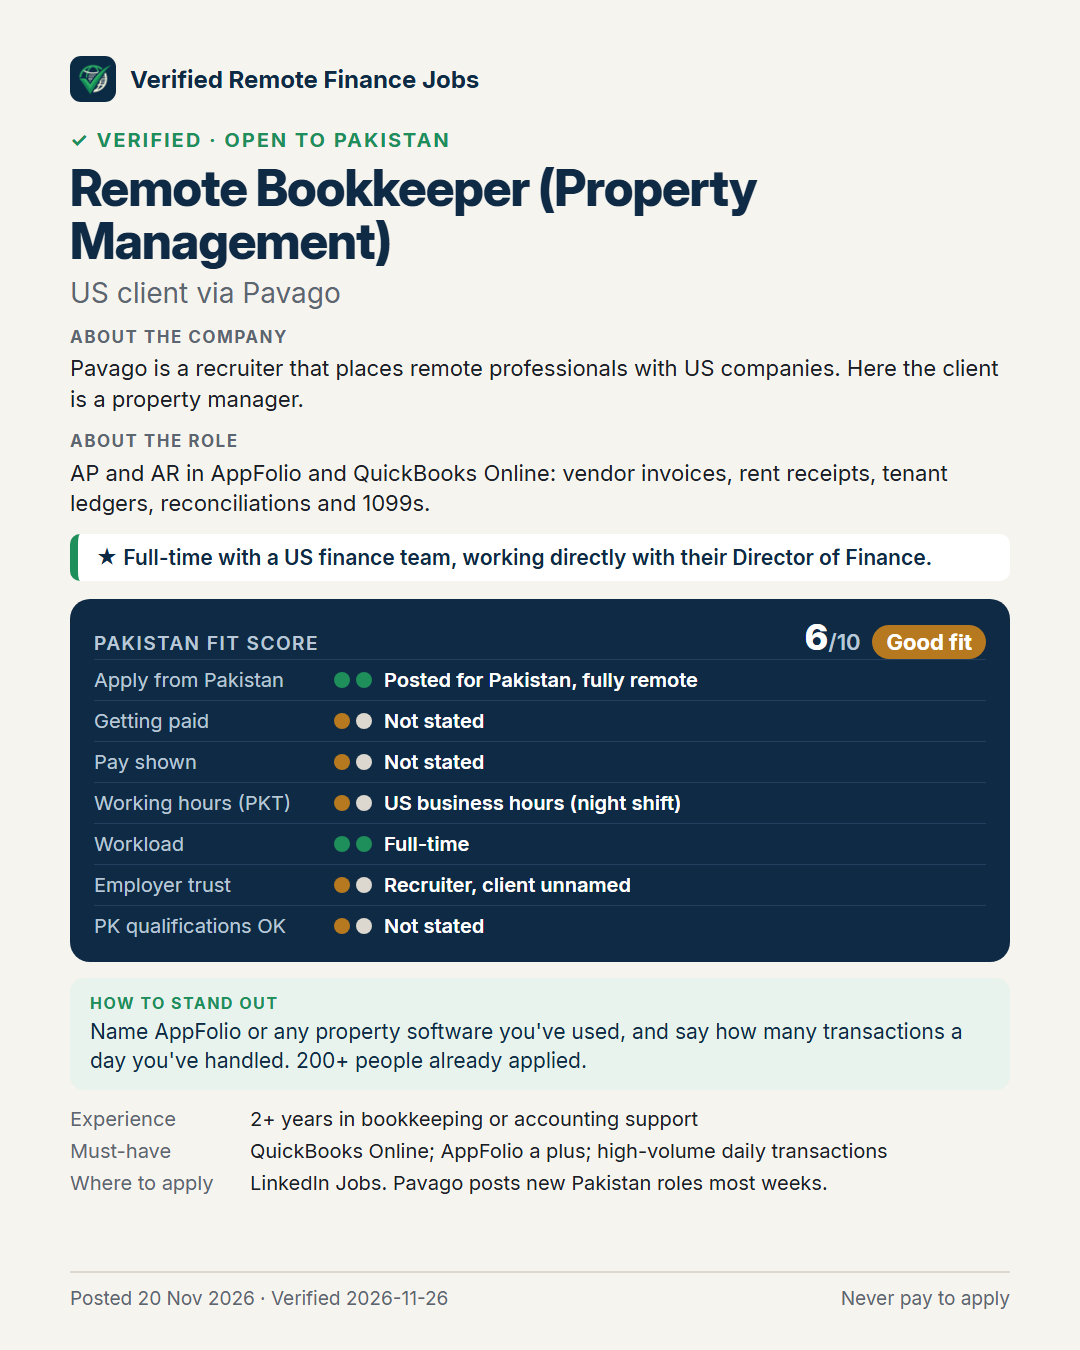 Verified Remote Finance Jobs
✓ VERIFIED · OPEN TO PAKISTAN
Remote Bookkeeper (Property
Management)
US client via Pavago
ABOUT THE COMPANY
Pavago is a recruiter that places remote professionals with US companies. Here the client
is a property manager.
ABOUT THE ROLE
AP and AR in AppFolio and QuickBooks Online: vendor invoices, rent receipts, tenant
ledgers, reconciliations and 1099s.
★ Full-time with a US finance team, working directly with their Director of Finance.
PAKISTAN FIT SCORE 6/10 Good fit
Apply from Pakistan Posted for Pakistan, fully remote
Getting paid Not stated
Pay shown Not stated
Working hours (PKT) US business hours (night shift)
Workload Full-time
Employer trust Recruiter, client unnamed
PK qualifications OK Not stated
HOW TO STAND OUT
Name AppFolio or any property software you've used, and say how many transactions a
day you've handled. 200+ people already applied.
Experience 2+ years in bookkeeping or accounting support
Must-have QuickBooks Online; AppFolio a plus; high-volume daily transactions
Where to apply LinkedIn Jobs. Pavago posts new Pakistan roles most weeks.
Posted 20 Nov 2026 · Verified 2026-11-26 Never pay to apply